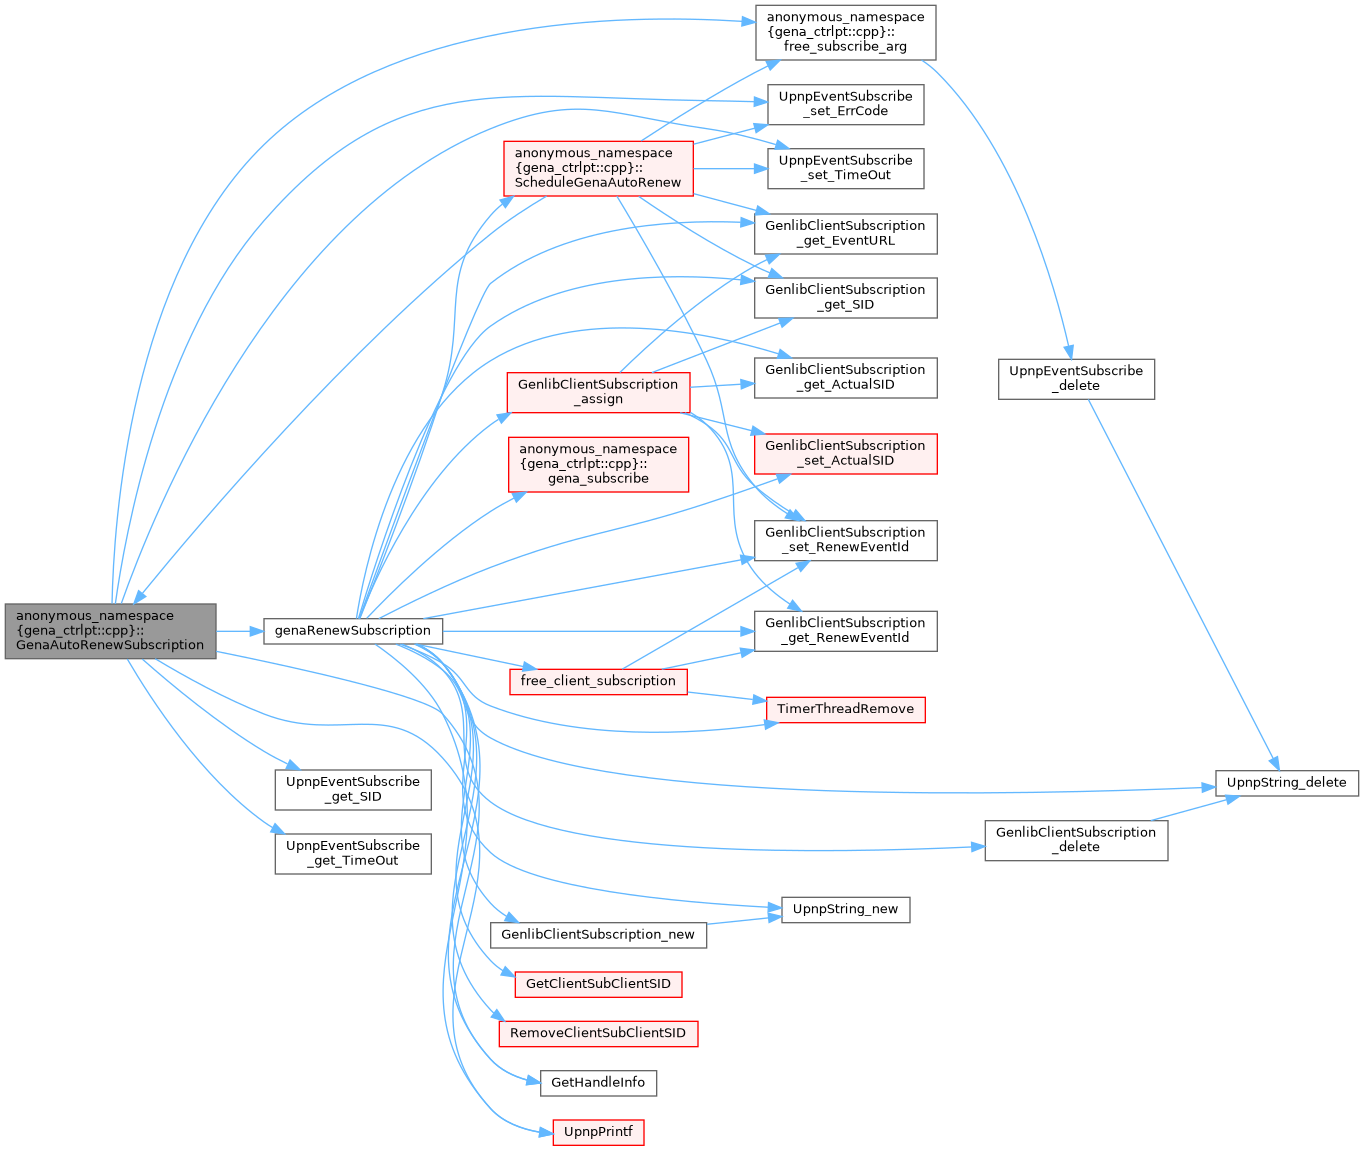 anonymous_namespace
{gena_ctrlpt::cpp}::
free_subscribe_arg
UpnpEventSubscribe
_set_ErrCode
anonymous_namespace
{gena_ctrlpt::cpp}::
ScheduleGenaAutoRenew
UpnpEventSubscribe
_set_TimeOut
GenlibClientSubscription
_get_EventURL
GenlibClientSubscription
_get_SID
GenlibClientSubscription
_get_ActualSID
UpnpEventSubscribe
_delete
GenlibClientSubscription
_assign
GenlibClientSubscription
_set_ActualSID
anonymous_namespace
{gena_ctrlpt::cpp}::
gena_subscribe
GenlibClientSubscription
_set_RenewEventId
anonymous_namespace
{gena_ctrlpt::cpp}::
GenaAutoRenewSubscription
genaRenewSubscription
GenlibClientSubscription
_get_RenewEventId
free_client_subscription
TimerThreadRemove
UpnpEventSubscribe
_get_SID
UpnpString_delete
UpnpEventSubscribe
_get_TimeOut
GenlibClientSubscription
_delete
UpnpString_new
GenlibClientSubscription_new
GetClientSubClientSID
RemoveClientSubClientSID
GetHandleInfo
UpnpPrintf